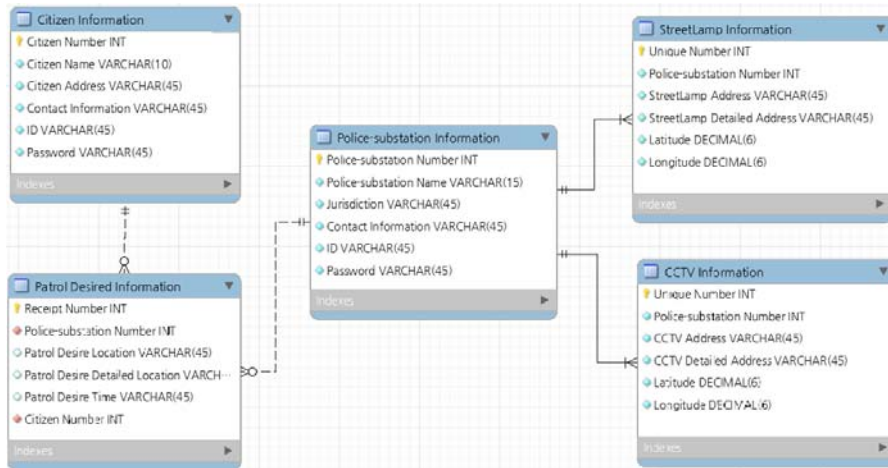 Citizen Information
Citizen Number INT
Citizen Name VARCHAR(10)
Citizen Address VARCHAR(45)
Contact Information VARCHAR(45)
ID VARCHAR(45)
Password VARCHAR(45)
Indexes
Patrol Desired Information
Receipt Number INT
Police-substation Number INT
Patrol Desire Location VARCHAR(45)
Patrol Desire Detailed Location VARCH...
Patrol Desire Time VARCHAR(45)
Citizen Number INT
Indexes
Police-substation Information
Police-substation Number INT
Police-substation Name VARCHAR(15)
Jurisdiction VARCHAR(45)
Contact Information VARCHAR(45)
ID VARCHAR(45)
Password VARCHAR(45)
Indexes
StreetLamp Information
Unique Number INT
Police-substation Number INT
StreetLamp Address VARCHAR(45)
StreetLamp Detailed Address VARCHAR(45)
Latitude DECIMAL(6)
Longitude DECIMAL(6)
Indexes
CCTV Information
Unique Number INT
Police-substation Number INT
CCTV Address VARCHAR(45)
CCTV Detailed Address VARCHAR(45)
Latitude DECIMAL(6)
Longitude DECIMAL(6)
Indexes